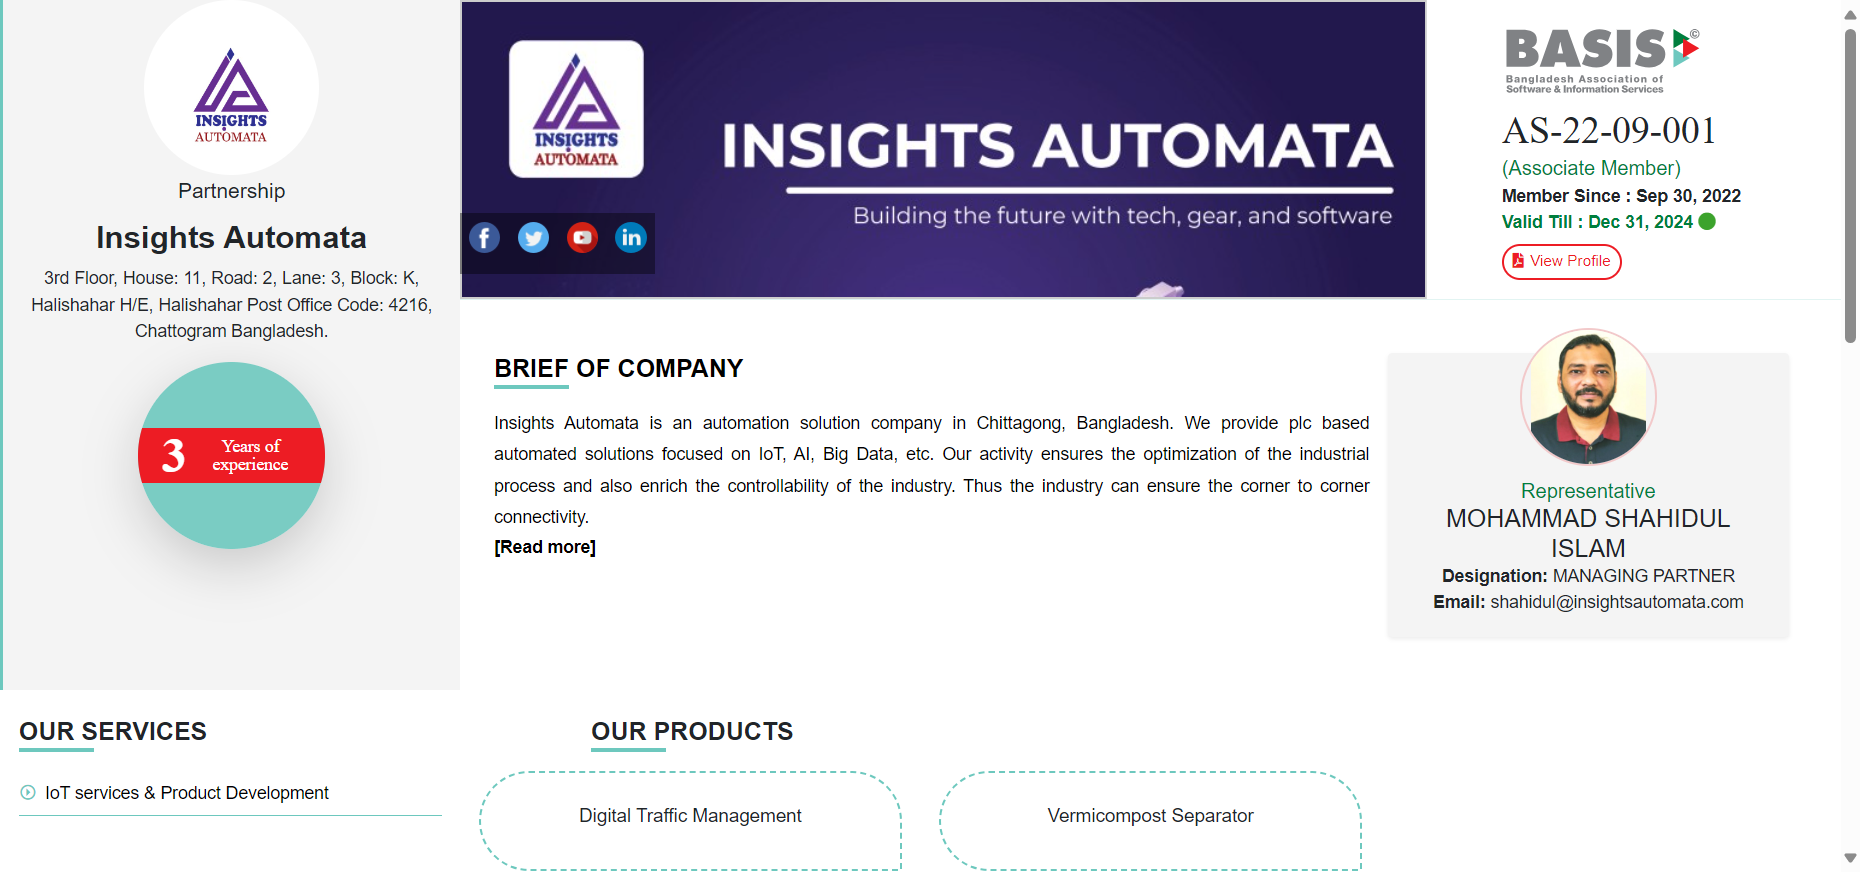 INSIGHTS
AUTOMATA
Partnership
Insights Automata
3rd Floor, House: 11, Road: 2, Lane: 3, Block: K,
Halishahar H/E, Halishahar Post Office Code: 4216,
Chattogram Bangladesh.
3 Years of
experience
INSIGHTS
AUTOMATA
INSIGHTS AUTOMATA
Building the future with tech, gear, and software
f
in
BASIS©
Bangladesh Association of
Software & Information Services
AS-22-09-001
(Associate Member)
Member Since : Sep 30, 2022
Valid Till : Dec 31, 2024
View Profile
BRIEF OF COMPANY
Insights Automata is an automation solution company in Chittagong, Bangladesh. We provide plc based
automated solutions focused on IoT, AI, Big Data, etc. Our activity ensures the optimization of the industrial
process and also enrich the controllability of the industry. Thus the industry can ensure the corner to corner
connectivity.
[Read more]
Representative
MOHAMMAD SHAHIDUL
ISLAM
Designation: MANAGING PARTNER
Email: shahidul@insightsautomata.com
OUR SERVICES
IoT services & Product Development
OUR PRODUCTS
Digital Traffic Management
Vermicompost Separator